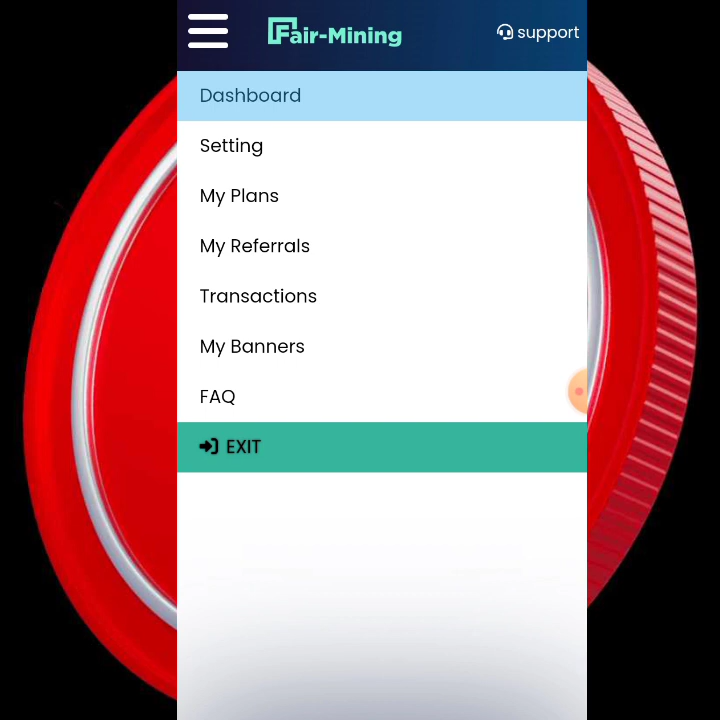 Fair-Mining
support
Dashboard
Setting
My Plans
My Referrals
Transactions
My Banners
FAQ
EXIT